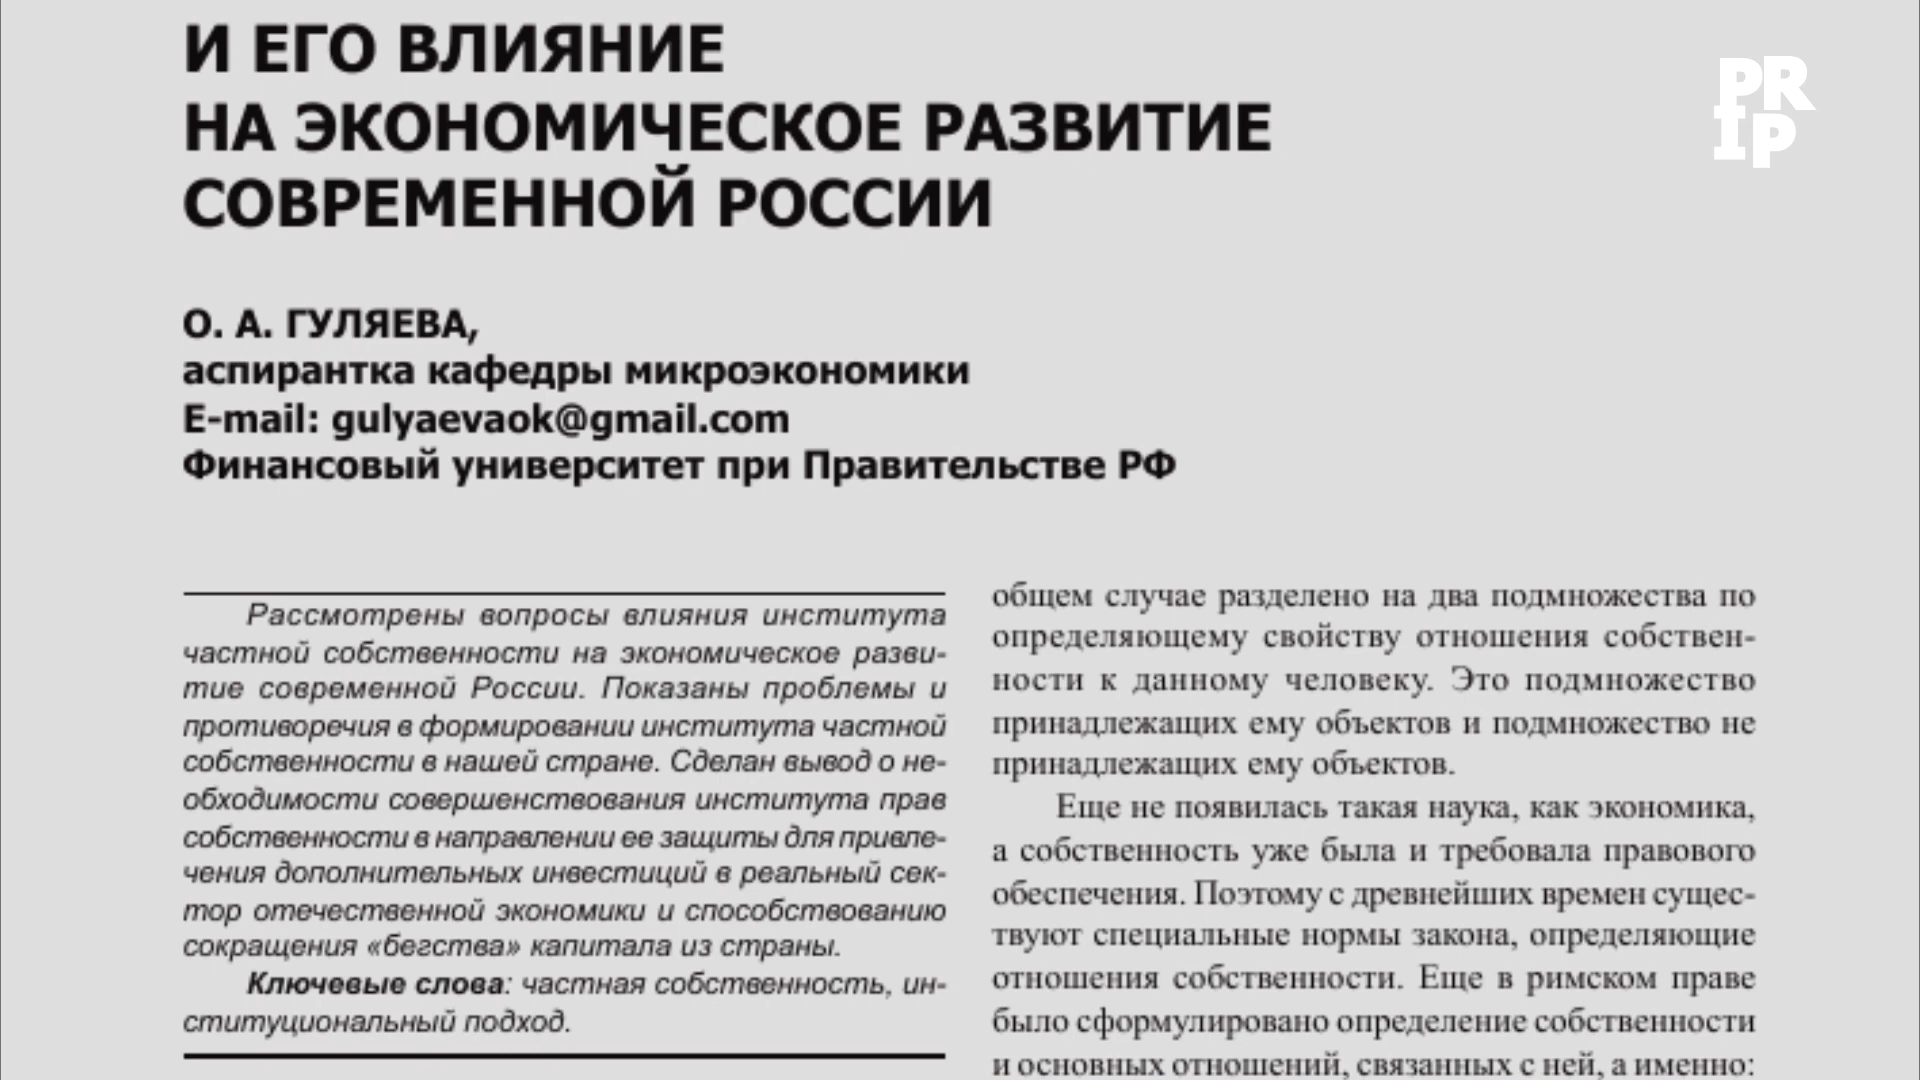 И ЕГО ВЛИЯНИЕ
НА ЭКОНОМИЧЕСКОЕ РАЗВИТИЕ
СОВРЕМЕННОЙ РОССИИ
PR
IP
О. А. ГУЛЯЕВА,
аспирантка кафедры микроэкономики
E-mail: gulyaevaok@gmail.com
Финансовый университет при Правительстве РФ
Рассмотрены вопросы влияния института
частной собственности на экономическое разви-
тие современной России. Показаны проблемы и
противоречия в формировании института частной
собственности в нашей стране. Сделан вывод о не-
обходимости совершенствования института прав
собственности в направлении ее защиты для привле-
чения дополнительных инвестиций в реальный сек-
тор отечественной экономики и способствованию
сокращения «бегства» капитала из страны.
Ключевые слова: частная собственность, ин-
ституциональный подход.
общем случае разделено на два подмножества по
определяющему свойству отношения собствен-
ности к данному человеку. Это подмножество
принадлежащих ему объектов и подмножество не
принадлежащих ему объектов.
Еще не появилась такая наука, как экономика,
а собственность уже была и требовала правового
обеспечения. Поэтому с древнейших времен сущес-
твуют специальные нормы закона, определяющие
отношения собственности. Еще в римском праве
было сформулировано определение собственности
и основных отношений, связанных с ней, а именно: